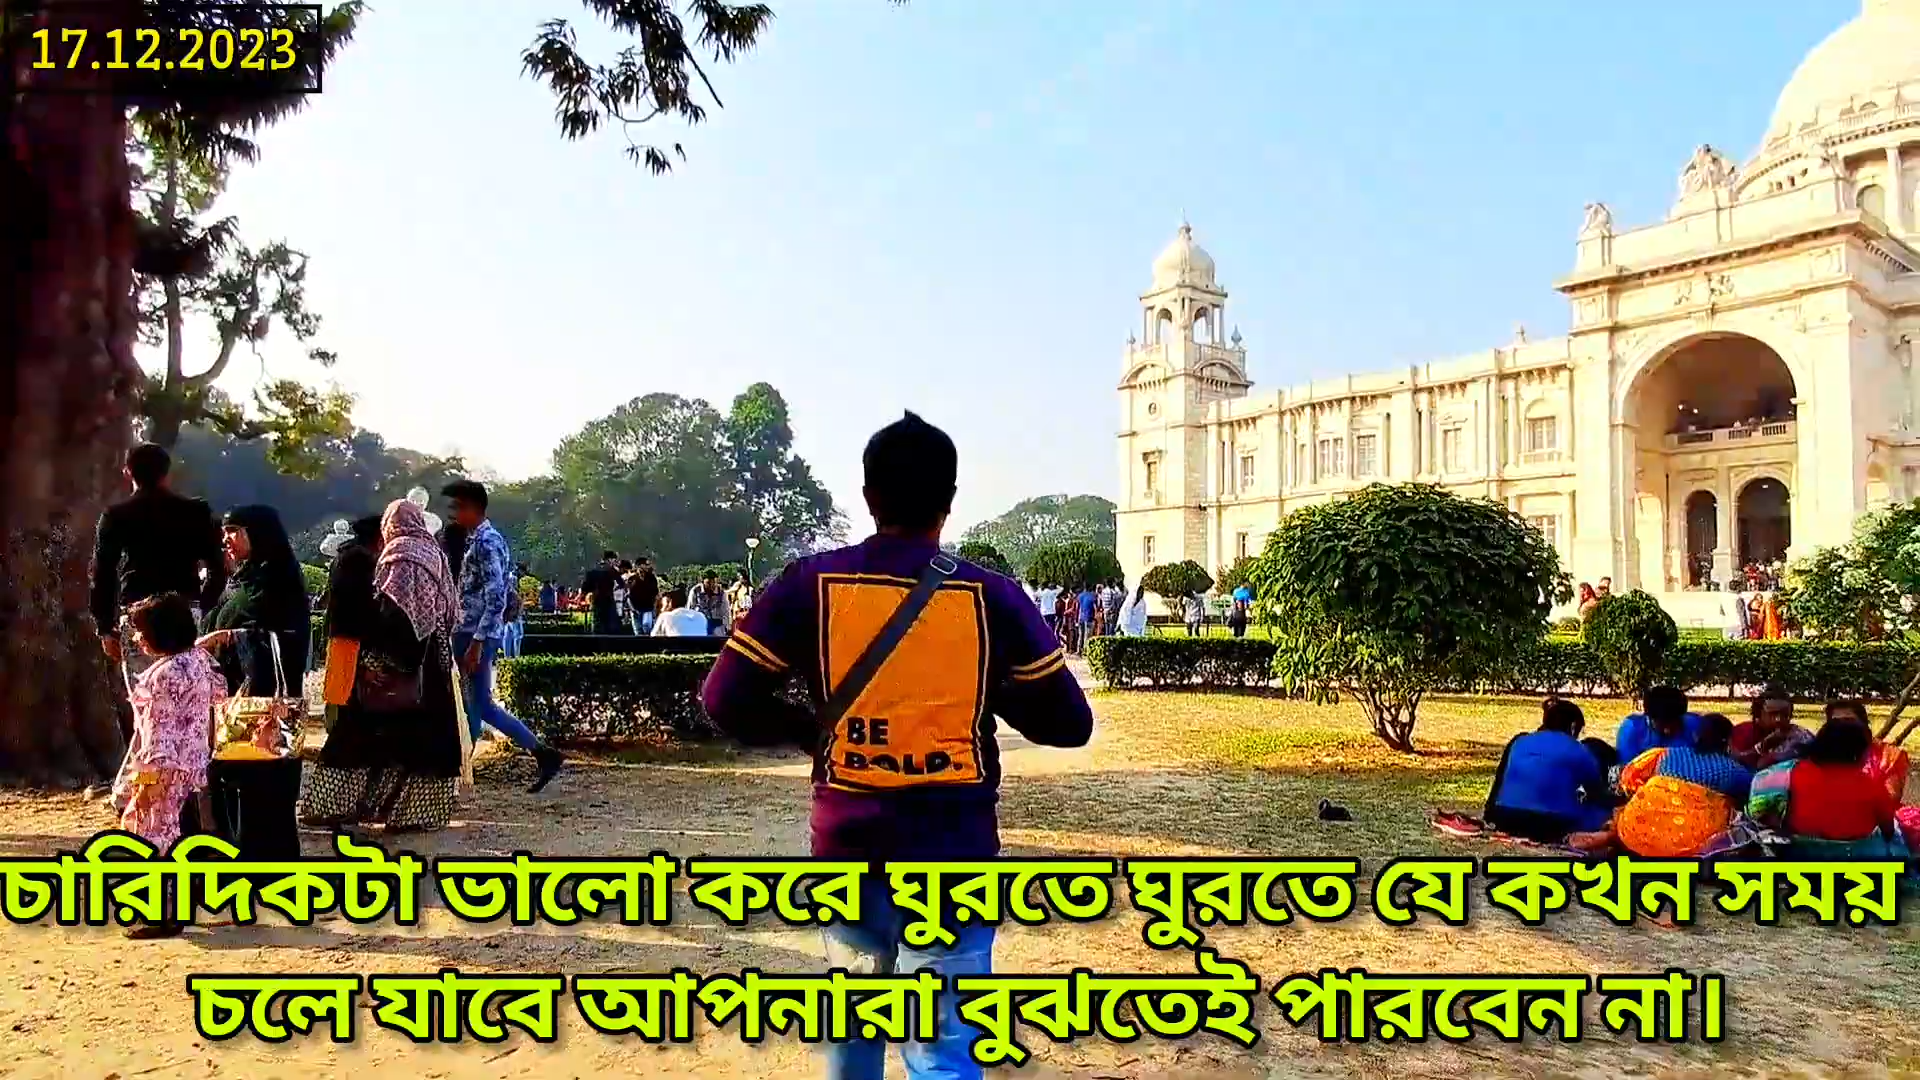 17.12.2023
BE
BOLD.
চারিদিকটা ভালো করে ঘুরতে ঘুরতে যে কখন সময়
চলে যাবে আপনারা বুঝতেই পারবেন না।